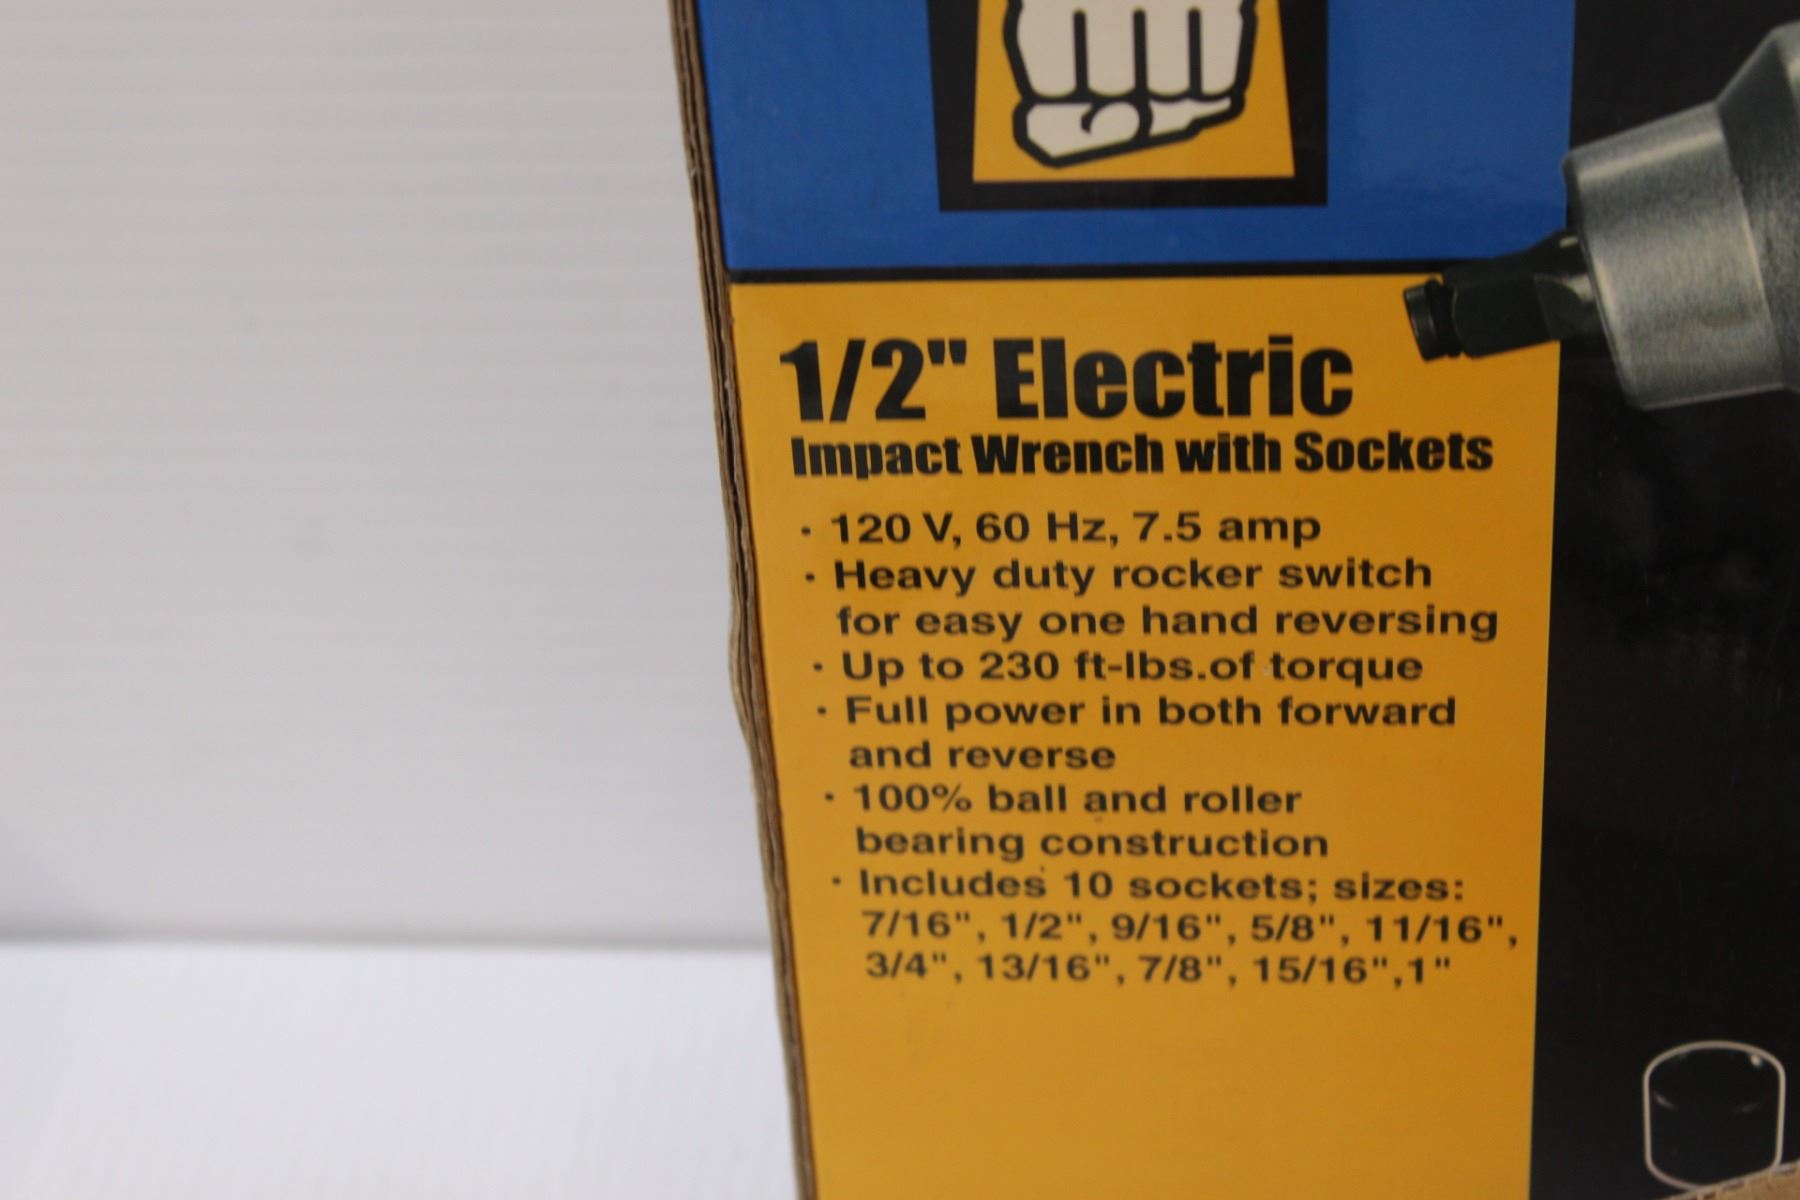 1/2" Electric
Impact Wrench with Sockets
· 120 V, 60 Hz, 7.5 amp
· Heavy duty rocker switch
for easy one hand reversing
· Up to 230 ft-lbs.of torque
· Full power in both forward
and reverse
· 100% ball and roller
bearing construction
· Includes 10 sockets; sizes:
7/16", 1/2", 9/16", 5/8", 11/16",
3/4", 13/16", 7/8", 15/16",1"